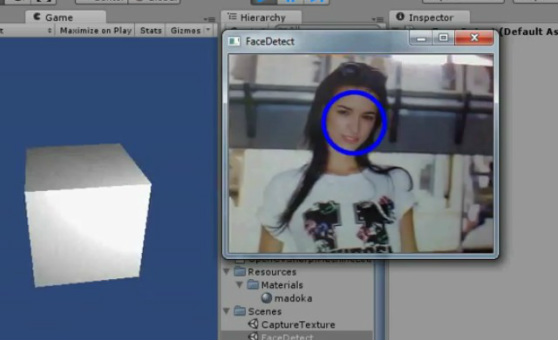 Game
Hierarchy
Inspector
Maximize on Play
Stats
Gizmos
(Default As
FaceDetect
Resources
Materials
madoka
Scenes
CaptureTexture
FaceDetect